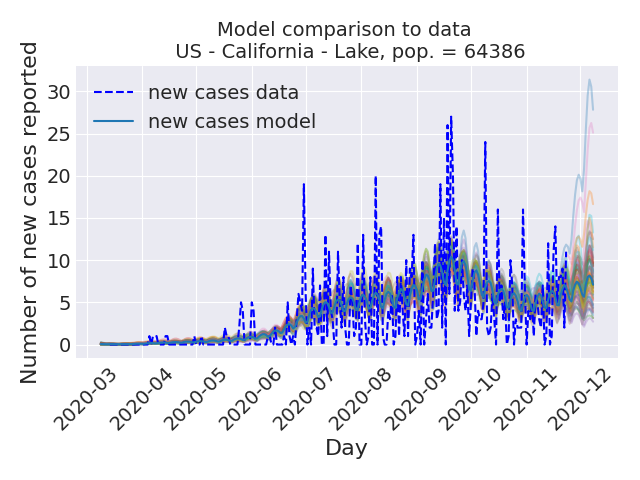 Model comparison to data
US - California - Lake, pop. = 64386
Number of new cases reported
30
25
20
15
10
5
0
new cases data
new cases model
2020-03
2020-04
2020-05
2020-06
2020-07
2020-08
2020-09
2020-10
2020-11
2020-12
Day